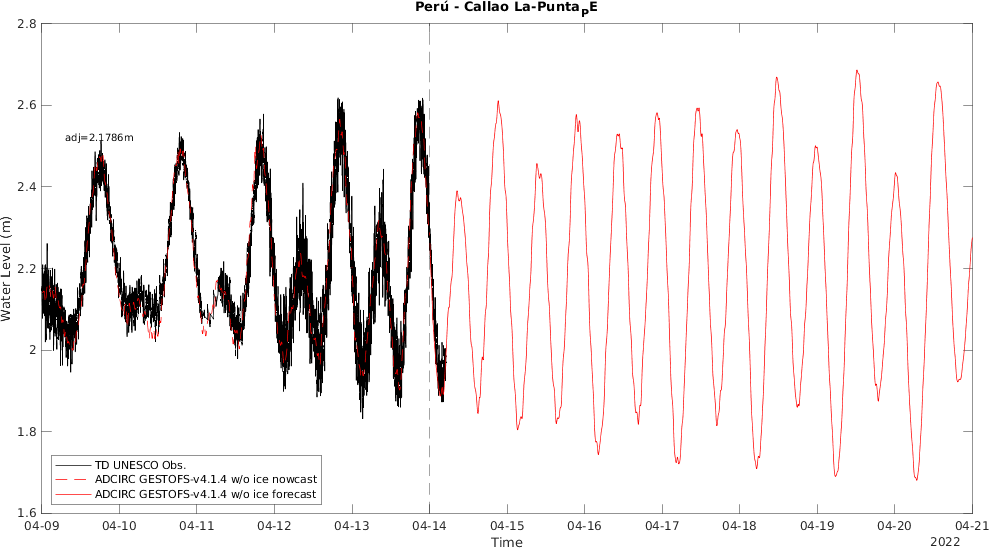 Perú - Callao La-PuntapE
adj=2.1786m
Water Level (m)
2.8
2.6
2.4
2.2
2
1.8
1.6
TD UNESCO Obs.
ADCIRC GESTOFS-v4.1.4 w/o ice nowcast
ADCIRC GESTOFS-v4.1.4 w/o ice forecast
04-09 04-10 04-11 04-12 04-13 04-14 04-15 04-16 04-17 04-18 04-19 04-20 04-21
Time
2022